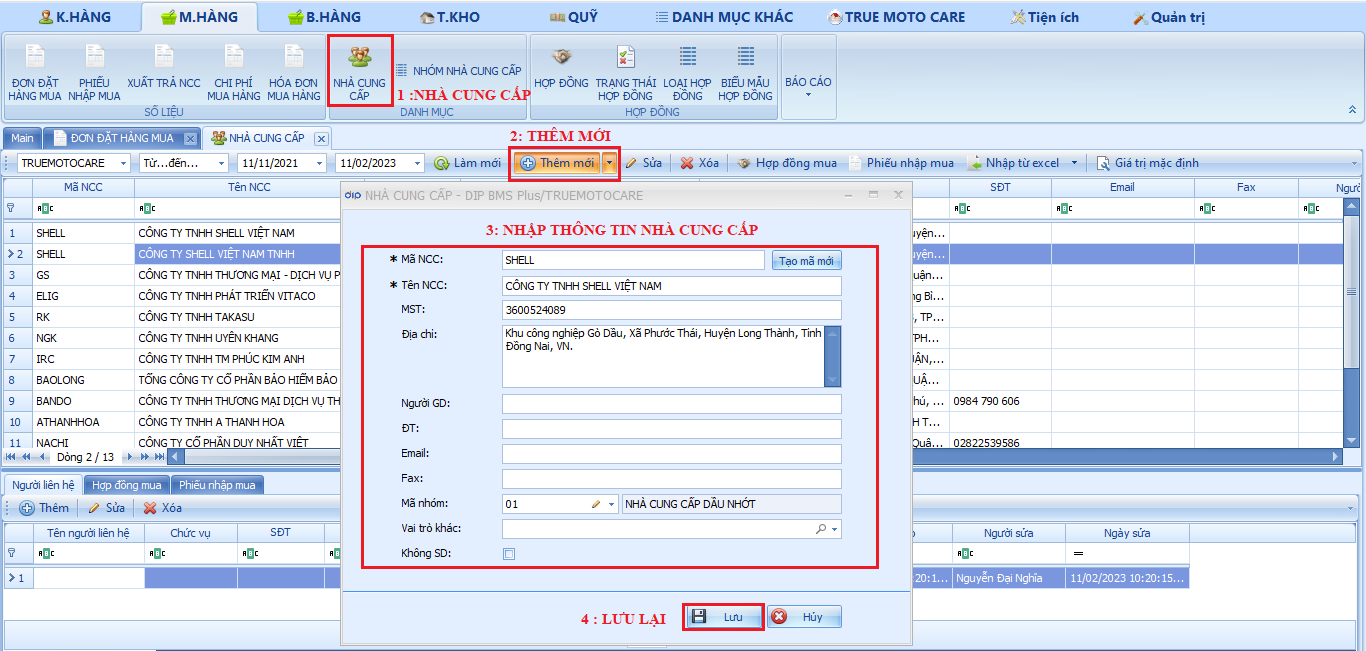 K.HÀNG M.HÀNG B.HÀNG T.KHO QUỸ DANH MỤC KHÁC TRUE MOTO CARE Tiện ích Quản trị
ĐƠN ĐẶT HÀNG MUA PHIẾU NHẬP MUA XUẤT TRẢ NCC CHI PHÍ MUA HÀNG HÓA ĐƠN MUA HÀNG NHÀ CUNG CẤP NHÓM NHÀ CUNG CẤP HỢP ĐỒNG TRẠNG THÁI HỢP ĐỒNG LOẠI HỢP ĐỒNG BIỂU MẪU HỢP ĐỒNG BÁO CÁO
1 :NHÀ CUNG CẤP
SỐ LIỆU DANH MỤC HỢP ĐỒNG
2: THÊM MỚI
Main ĐƠN ĐẶT HÀNG MUA NHÀ CUNG CẤP
TRUEMOTOCARE Từ...đến... 11/11/2021 11/02/2023 Làm mới Thêm mới Sửa Xóa Hợp đồng mua Phiếu nhập mua Nhập từ excel Giá trị mặc định
Mã NCC Tên NCC SĐT Email Fax Ngườ
1 SHELL CÔNG TY TNHH SHELL VIỆT NAM uyện...
2 SHELL CÔNG TY SHELL VIỆT NAM TNHH uyện...
3 GS CÔNG TY TNHH THƯƠNG MẠI - DỊCH VỤ P uận...
4 ELIG CÔNG TY TNHH PHÁT TRIỂN VITACO ng Bì...
5 RK CÔNG TY TNHH TAKASU , TP...
6 NGK CÔNG TY TNHH UYÊN KHANG TPH...
7 IRC CÔNG TY TNHH TM PHÚC KIM ANH UẬN,...
8 BAOLONG TỔNG CÔNG TY CỔ PHẦN BẢO HIỂM BẢO UẬ...
9 BANDO CÔNG TY TNHH THƯƠNG MẠI DỊCH VỤ TH hú, ... 0984 790 606
10 ATHANHHOA CÔNG TY TNHH A THANH HOA H T...
11 NACHI CÔNG TY CỔ PHẦN DUY NHẤT VIỆT Quâ... 02822539586
Dòng 2 / 13
dip NHÀ CUNG CẤP - DIP BMS Plus/TRUEMOTOCARE
3: NHẬP THÔNG TIN NHÀ CUNG CẤP
* Mã NCC: SHELL Tạo mã mới
* Tên NCC: CÔNG TY TNHH SHELL VIỆT NAM
MST: 3600524089
Địa chỉ: Khu công nghiệp Gò Dầu, Xã Phước Thái, Huyện Long Thành, Tỉnh
Đồng Nai, VN.
Người GD:
ĐT:
Email:
Fax:
Mã nhóm: 01 NHÀ CUNG CẤP DẦU NHỚT
Vai trò khác:
Không SD:
4 : LƯU LẠI Lưu Hủy
Người liên hệ Hợp đồng mua Phiếu nhập mua
Thêm Sửa Xóa
Tên người liên hệ Chức vụ SĐT Người sửa Ngày sửa
1 :20:1... Nguyễn Đại Nghĩa 11/02/2023 10:20:15...